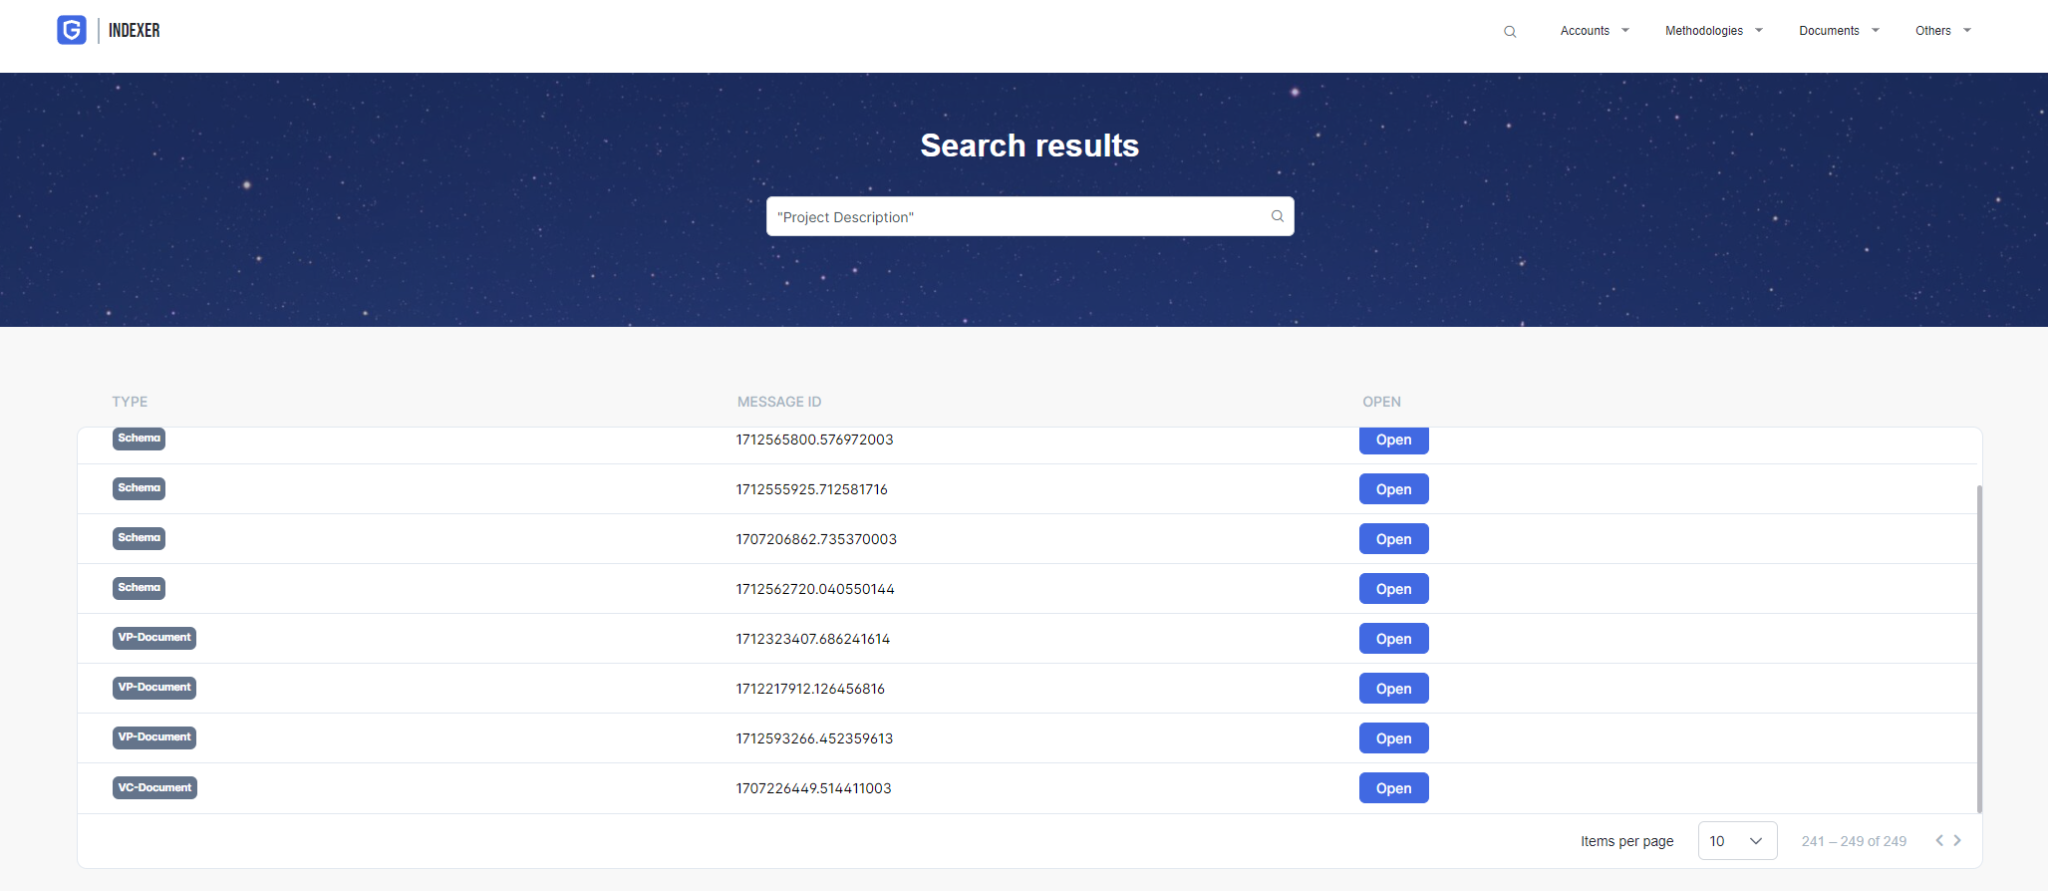 INDEXER Accounts Methodologies Documents Others
Search results
"Project Description"
TYPE MESSAGE ID OPEN
Schema 1712565800.576972003 Open
Schema 1712555925.712581716 Open
Schema 1707206862.735370003 Open
Schema 1712562720.040550144 Open
VP-Document 1712323407.686241614 Open
VP-Document 1712217912.126456816 Open
VP-Document 1712593266.452359613 Open
VC-Document 1707226449.514411003 Open
Items per page 10 241 – 249 of 249